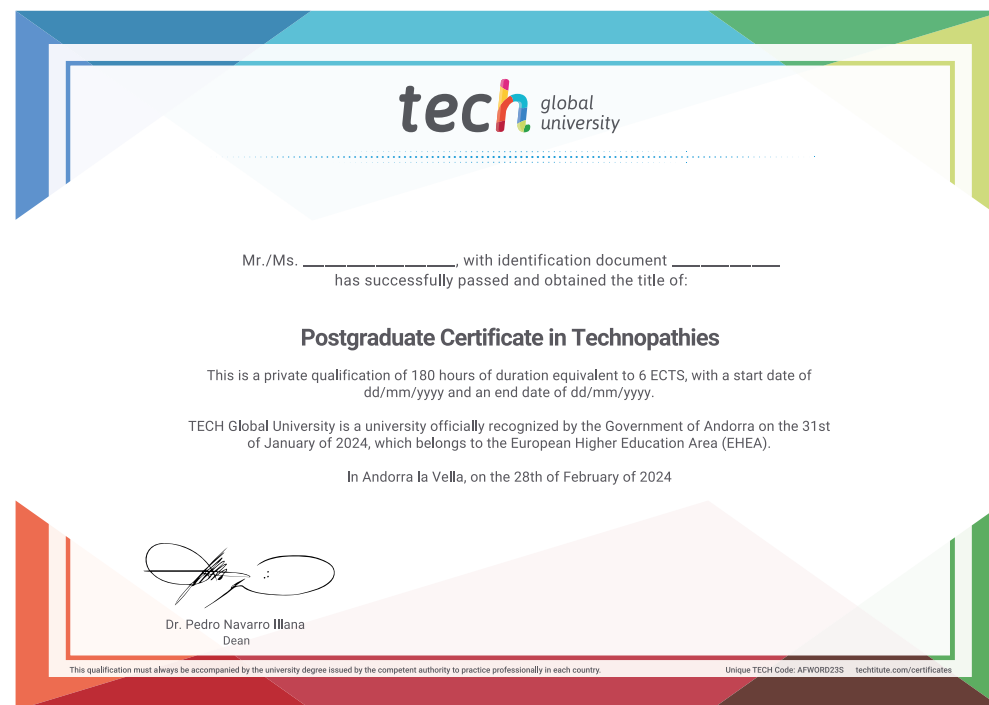 tech global university
Mr./Ms. ________________, with identification document ____________
has successfully passed and obtained the title of:
Postgraduate Certificate in Technopathies
This is a private qualification of 180 hours of duration equivalent to 6 ECTS, with a start date of
dd/mm/yyyy and an end date of dd/mm/yyyy.
TECH Global University is a university officially recognized by the Government of Andorra on the 31st
of January of 2024, which belongs to the European Higher Education Area (EHEA).
In Andorra la Vella, on the 28th of February of 2024
Dr. Pedro Navarro Illana
Dean
This qualification must always be accompanied by the university degree issued by the competent authority to practice professionally in each country.
Unique TECH Code: AFWORD23S techtitute.com/certificates